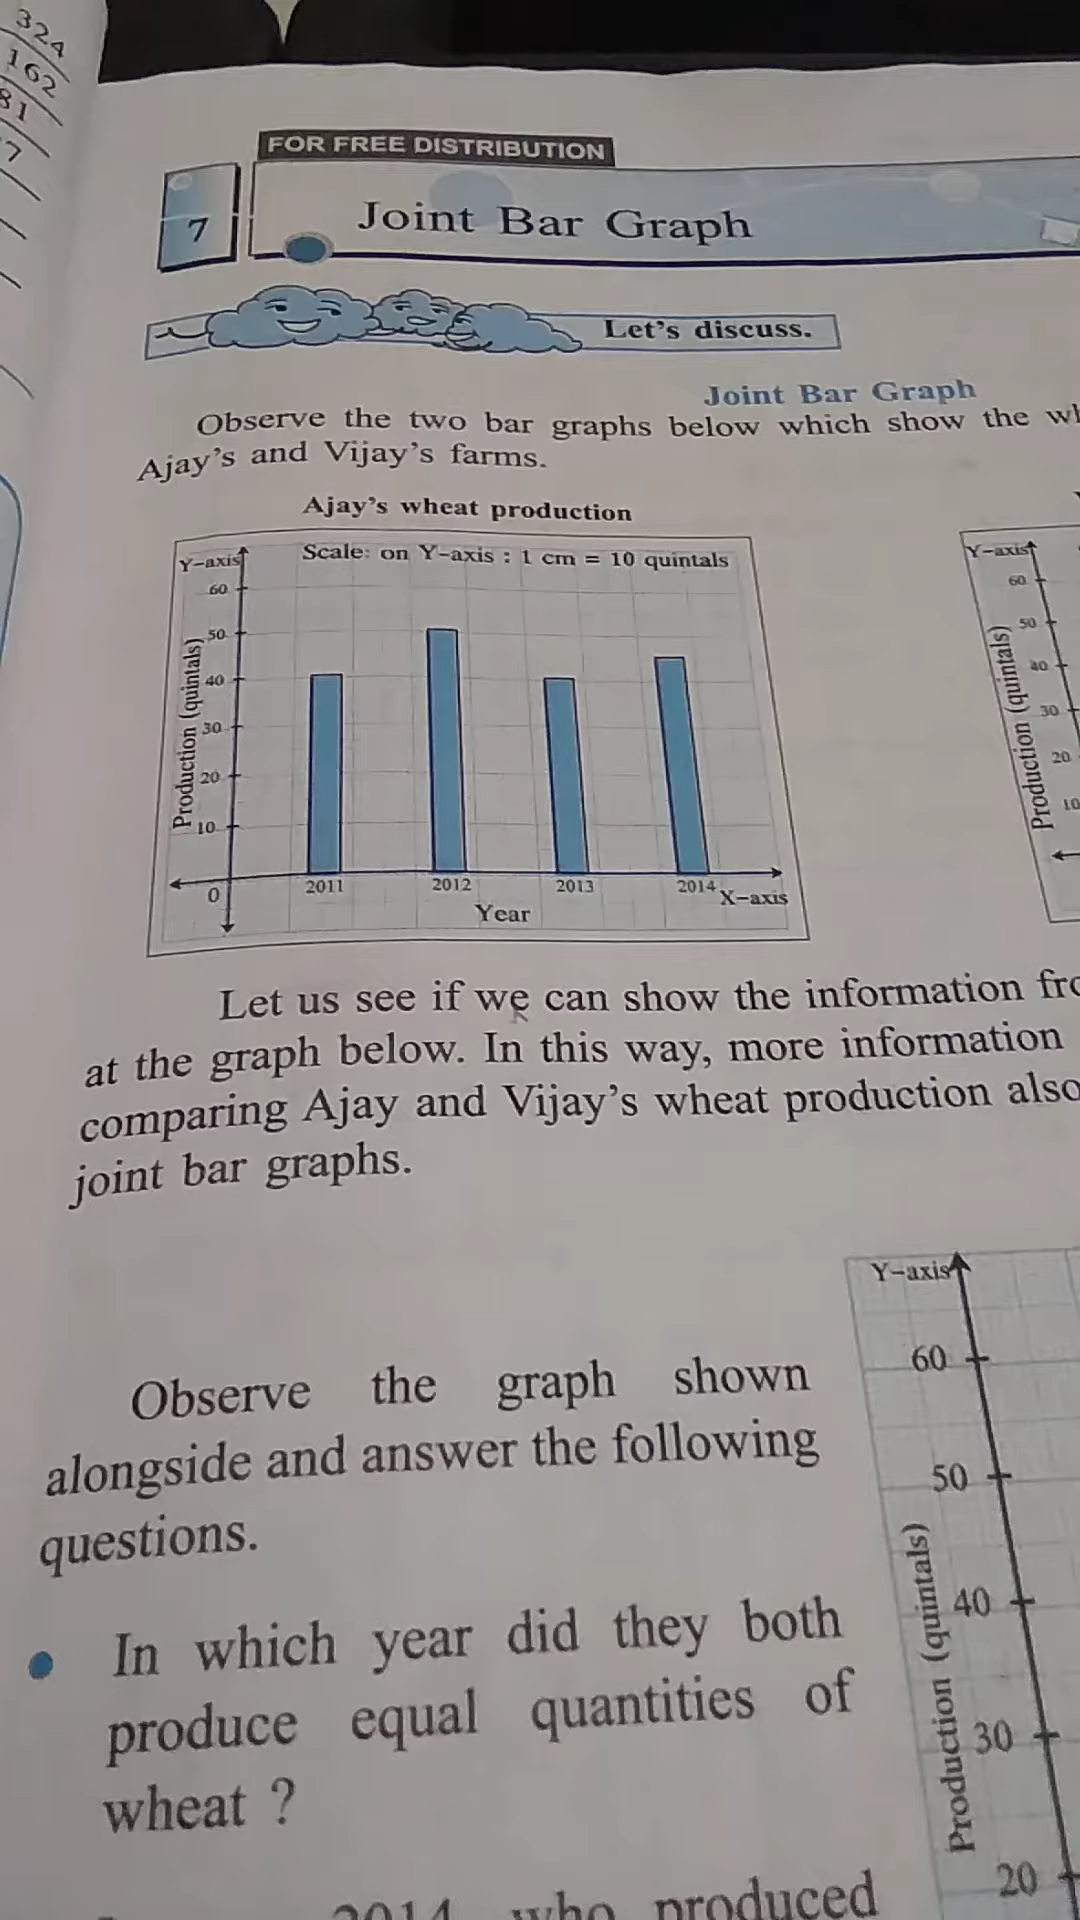 324
162
81
7
FOR FREE DISTRIBUTION
7
Joint Bar Graph
Let's discuss.
Joint Bar Graph
Observe the two bar graphs below which show the
Ajay's and Vijay's farms.
Ajay's wheat production
Y-axis
Scale: on Y-axis : 1 cm = 10 quintals
60
50
40
30
20
10
0
Production (quintals)
2011 2012 2013 2014
X-axis
Year
Y-axis
60
50
40
30
20
10
Production (quintals)
Let us see if we can show the information
at the graph below. In this way, more information
comparing Ajay and Vijay's wheat production also
joint bar graphs.
Observe the graph shown
alongside and answer the following
questions.
• In which year did they both
produce equal quantities of
wheat ?
2014 who produced
Y-axis
60
50
40
30
20
Production (quintals)